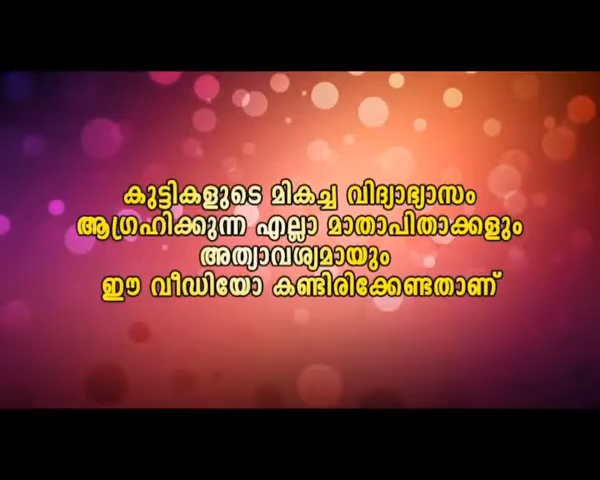 കുട്ടികളുടെ മികച്ച വിദ്യാഭ്യാസം
ആഗ്രഹിക്കുന്ന എല്ലാ മാതാപിതാക്കളും
അത്യാവശ്യമായും
ഈ വീഡിയോ കണ്ടിരിക്കേണ്ടതാണ്